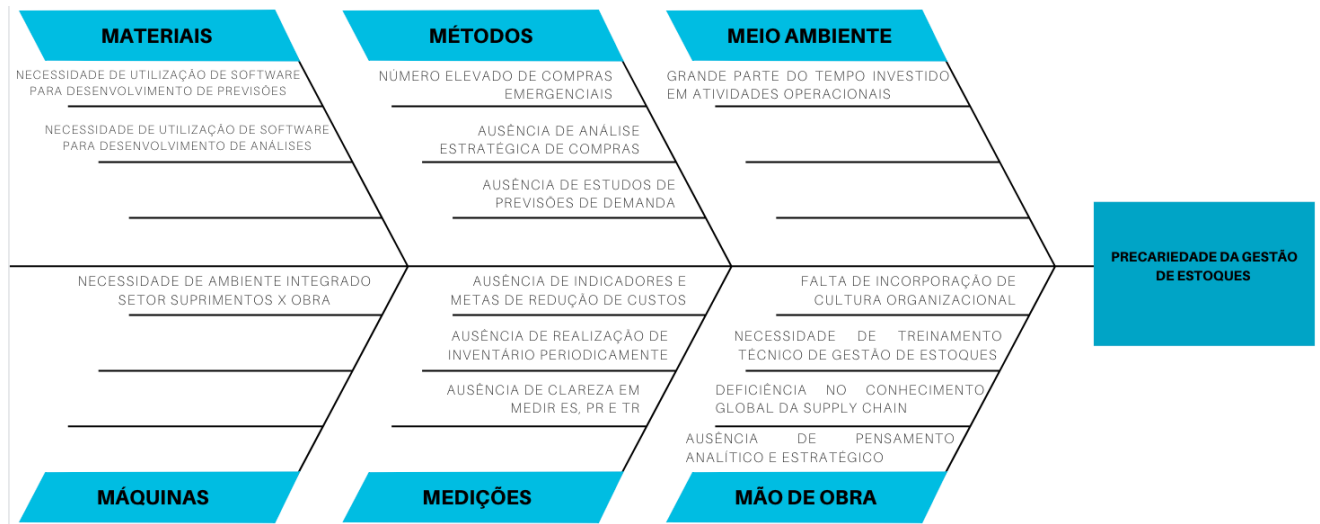 MATERIAIS
NECESSIDADE DE UTILIZAÇÃO DE SOFTWARE
PARA DESENVOLVIMENTO DE PREVISÕES
NECESSIDADE DE UTILIZAÇÃO DE SOFTWARE
PARA DESENVOLVIMENTO DE ANÁLISES
MÉTODOS
NÚMERO ELEVADO DE COMPRAS
EMERGENCIAIS
AUSÊNCIA DE ANÁLISE
ESTRATÉGICA DE COMPRAS
AUSÊNCIA DE ESTUDOS DE
PREVISÕES DE DEMANDA
MEIO AMBIENTE
GRANDE PARTE DO TEMPO INVESTIDO
EM ATIVIDADES OPERACIONAIS
PRECARIEDADE DA GESTÃO
DE ESTOQUES
NECESSIDADE DE AMBIENTE INTEGRADO
SETOR SUPRIMENTOS X OBRA
MÁQUINAS
AUSÊNCIA DE INDICADORES E
METAS DE REDUÇÃO DE CUSTOS
AUSÊNCIA DE REALIZAÇÃO DE
INVENTÁRIO PERIODICAMENTE
AUSÊNCIA DE CLAREZA EM
MEDIR ES, PR E TR
MEDIÇÕES
FALTA DE INCORPORAÇÃO DE
CULTURA ORGANIZACIONAL
NECESSIDADE DE TREINAMENTO
TÉCNICO DE GESTÃO DE ESTOQUES
DEFICIÊNCIA NO CONHECIMENTO
GLOBAL DA SUPPLY CHAIN
AUSÊNCIA DE PENSAMENTO
ANALÍTICO E ESTRATÉGICO
MÃO DE OBRA